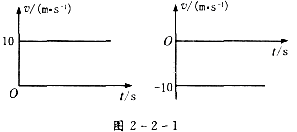 v/(m·s⁻¹)
10
O
t/s
v/(m·s⁻¹)
O
t/s
-10
图 2-2-1